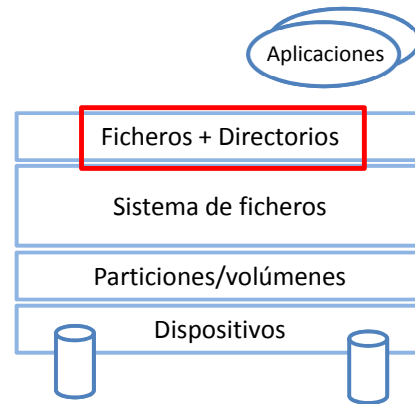 Aplicaciones
Ficheros + Directorios
Sistema de ficheros
Particiones/volúmenes
Dispositivos